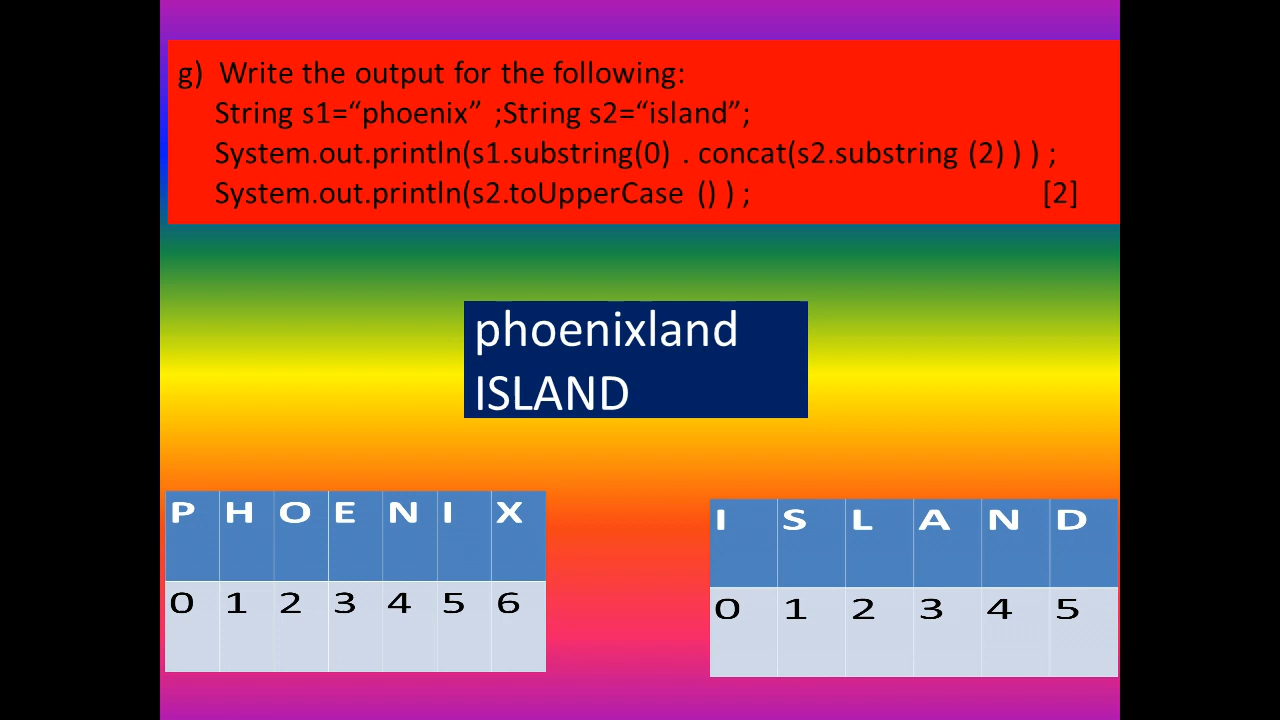 g) Write the output for the following:
String s1=“phoenix” ;String s2=“island”;
System.out.println(s1.substring(0) . concat(s2.substring (2) ) ) ;
System.out.println(s2.toUpperCase () ) ; [2]
phoenixland
ISLAND
P H O E N I X
0 1 2 3 4 5 6
I S L A N D
0 1 2 3 4 5